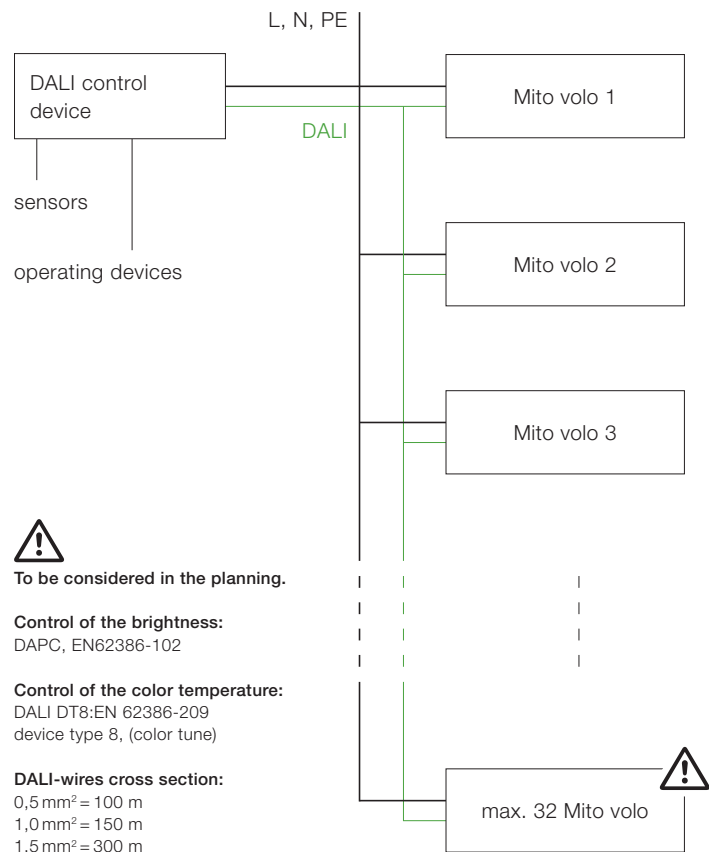 L, N, PE
DALI control
device
Mito volo 1
DALI
sensors
Mito volo 2
operating devices
Mito volo 3
To be considered in the planning.
Control of the brightness:
DAPC, EN62386-102
Control of the color temperature:
DALI DT8:EN 62386-209
device type 8, (color tune)
DALI-wires cross section:
0,5 mm² = 100 m
1,0 mm² = 150 m
1,5 mm² = 300 m
max. 32 Mito volo